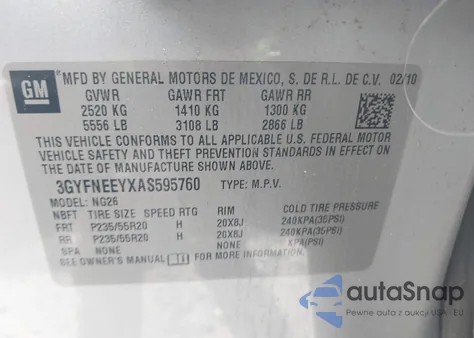 GM
MFD BY GENERAL MOTORS DE MEXICO, S. DE R.L. DE C.V. 02/10
GVWR GAWR FRT GAWR RR
2520 KG 1410 KG 1300 KG
5556 LB 3108 LB 2866 LB
THIS VEHICLE CONFORMS TO ALL APPLICABLE U.S. FEDERAL MOTOR
VEHICLE SAFETY AND THEFT PREVENTION STANDARDS IN EFFECT ON
THE DATE OF MANUFACTURE SHOWN ABOVE.
3GYFNEEYXAS595760 TYPE: M.P.V.
MODEL: NG26
NBFT TIRE SIZE SPEED RTG RIM COLD TIRE PRESSURE
FRT P235/55R20 H 20X8J 240KPA(35PSI)
RR P235/55R20 H 20X8J 240KPA(35PSI)
SPA NONE NONE KPA(PSI)
SEE OWNER'S MANUAL FOR MORE INFORMATION.
autoSnap
Pewne auta z aukcji USA i EU